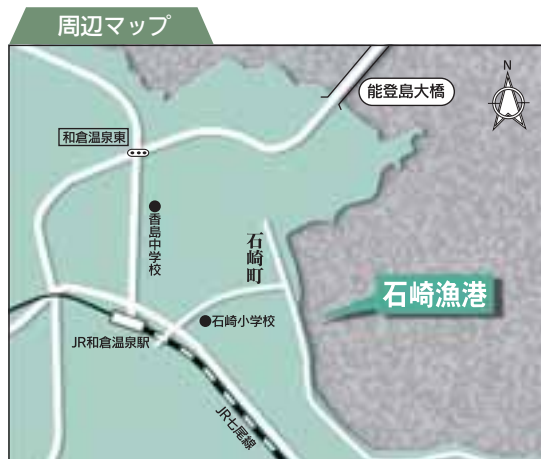 周辺マップ
N
能登島大橋
和倉温泉東
香島中学校
石崎町
石崎漁港
石崎小学校
JR和倉温泉駅
JR七尾線